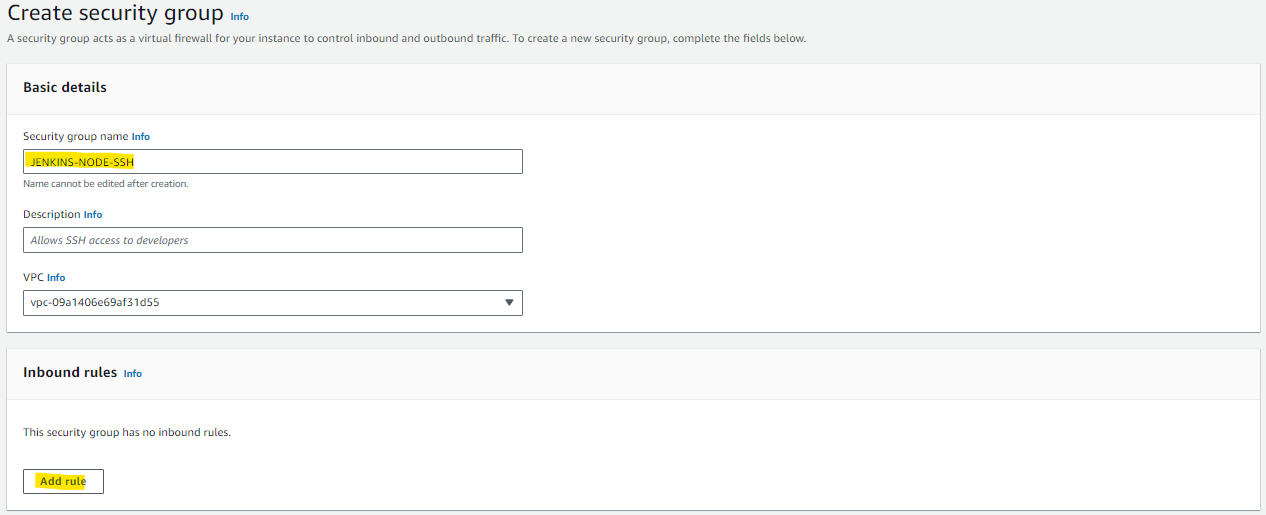 Create security group Info
A security group acts as a virtual firewall for your instance to control inbound and outbound traffic. To create a new security group, complete the fields below.
Basic details
Security group name Info
JENKINS-NODE-SSH
Name cannot be edited after creation.
Description Info
Allows SSH access to developers
VPC Info
vpc-09a1406e69af31d55
Inbound rules Info
This security group has no inbound rules.
Add rule